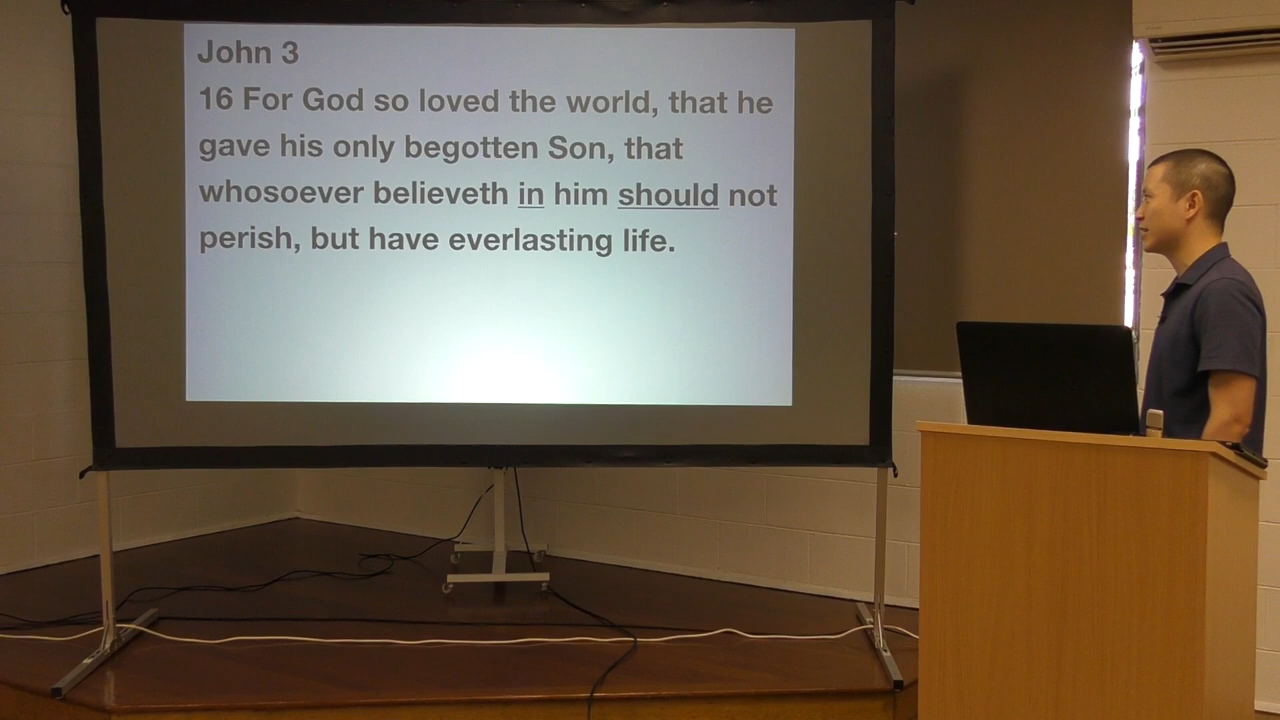 John 3
16 For God so loved the world, that he
gave his only begotten Son, that
whosoever believeth in him should not
perish, but have everlasting life.